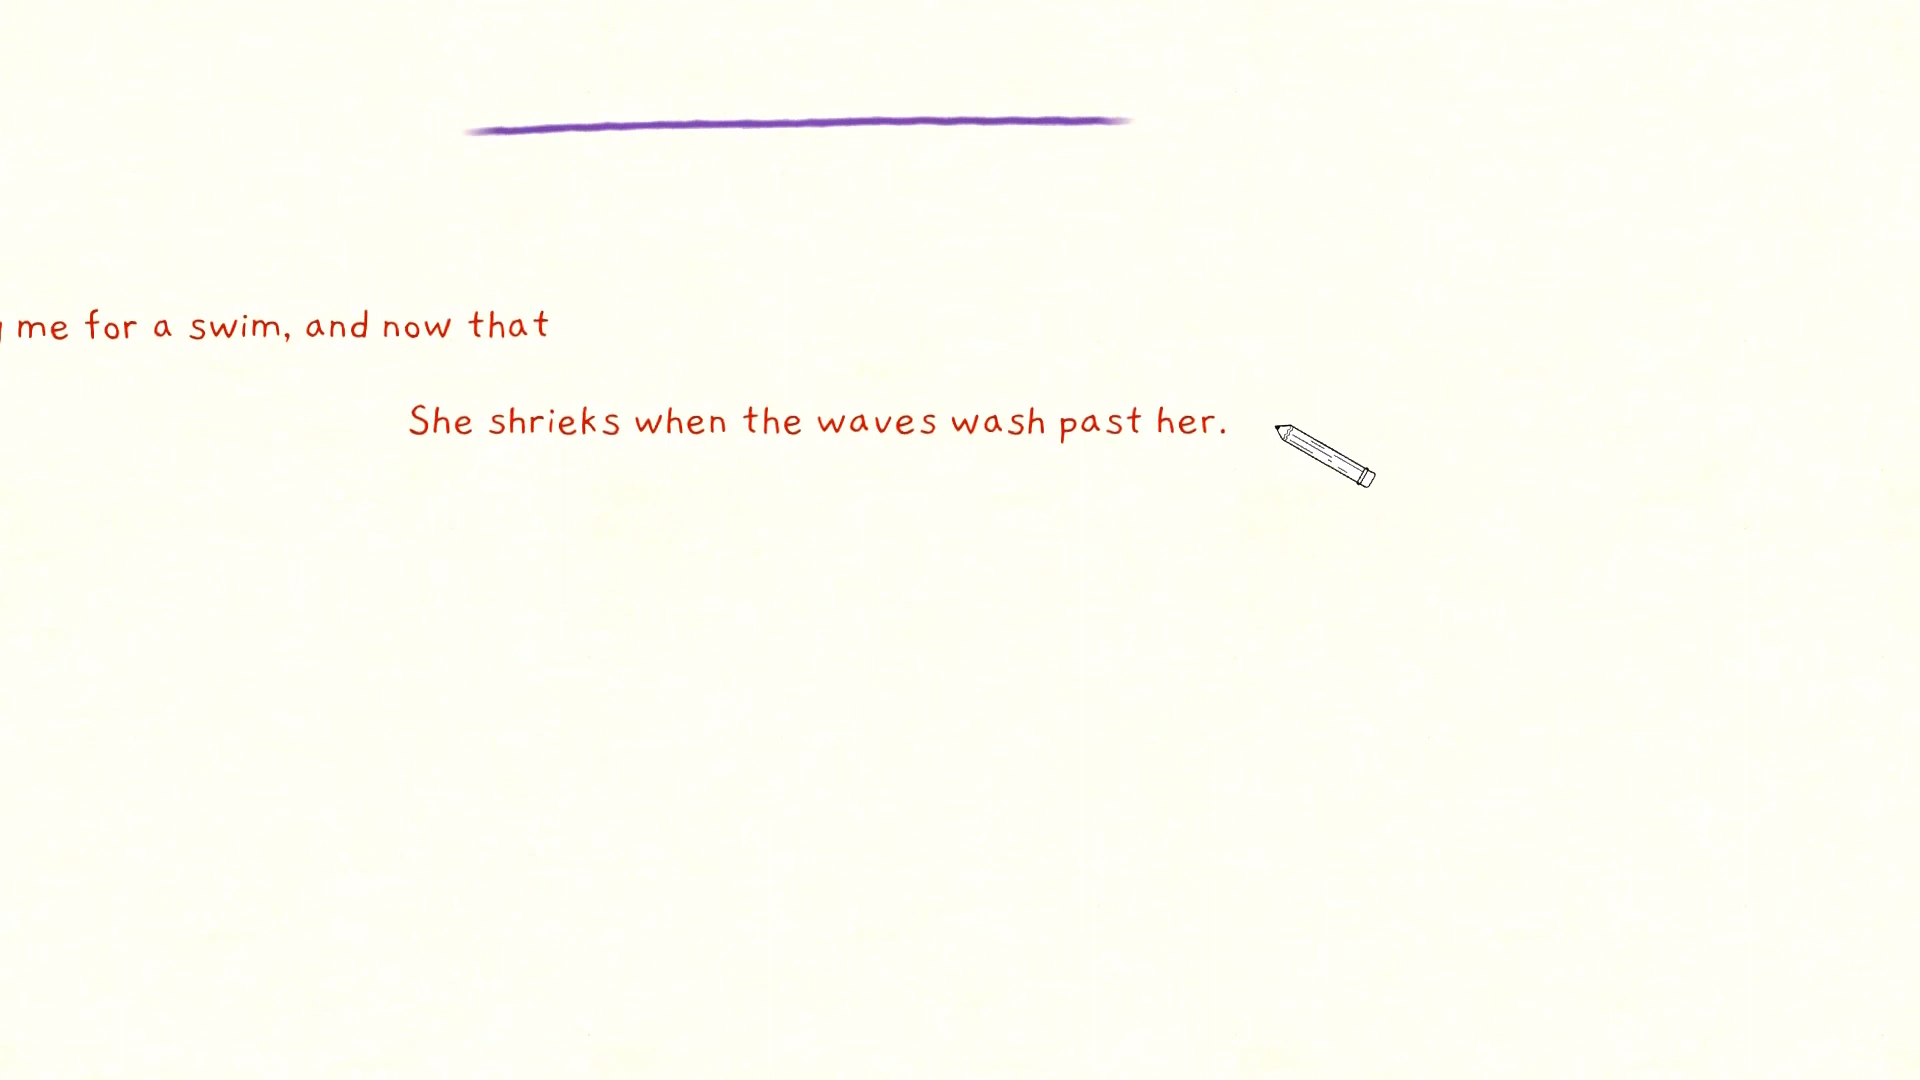 me for a swim, and now that
She shrieks when the waves wash past her.